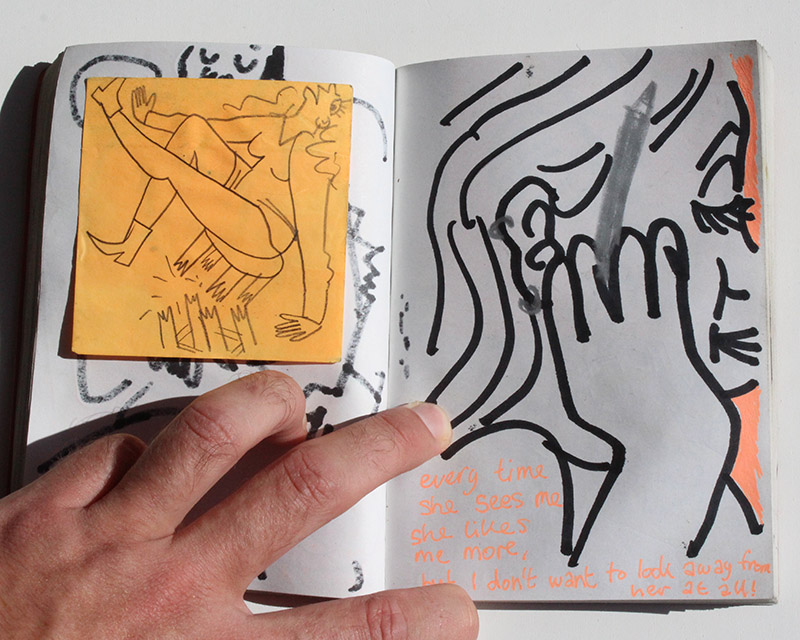 every time
she sees me
she likes
me more,
but I don't want to look away from
her at all!